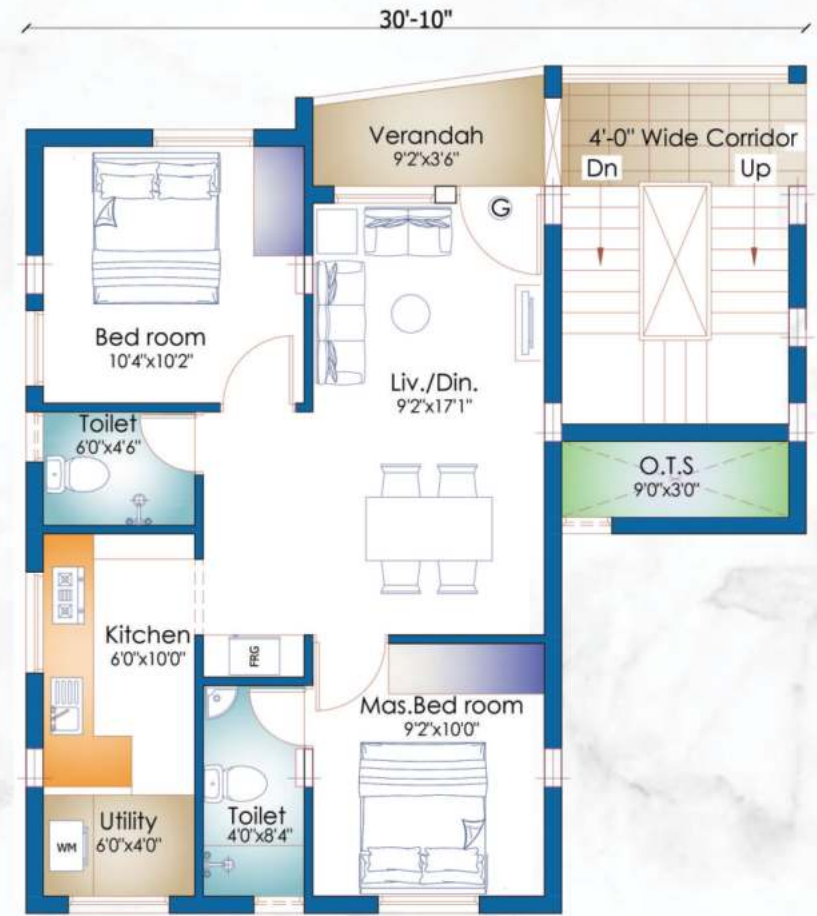 30'-10"
Verandah
9'2"x3'6"
4'-0" Wide Corridor
Dn
Up
G
Bed room
10'4"x10'2"
Liv./Din.
9'2"x17'1"
Toilet
6'0"x4'6"
O.T.S
9'0"x3'0"
Kitchen
6'0"x10'0"
FRG
Mas.Bed room
9'2"x10'0"
Utility
6'0"x4'0"
WM
Toilet
4'0"x8'4"